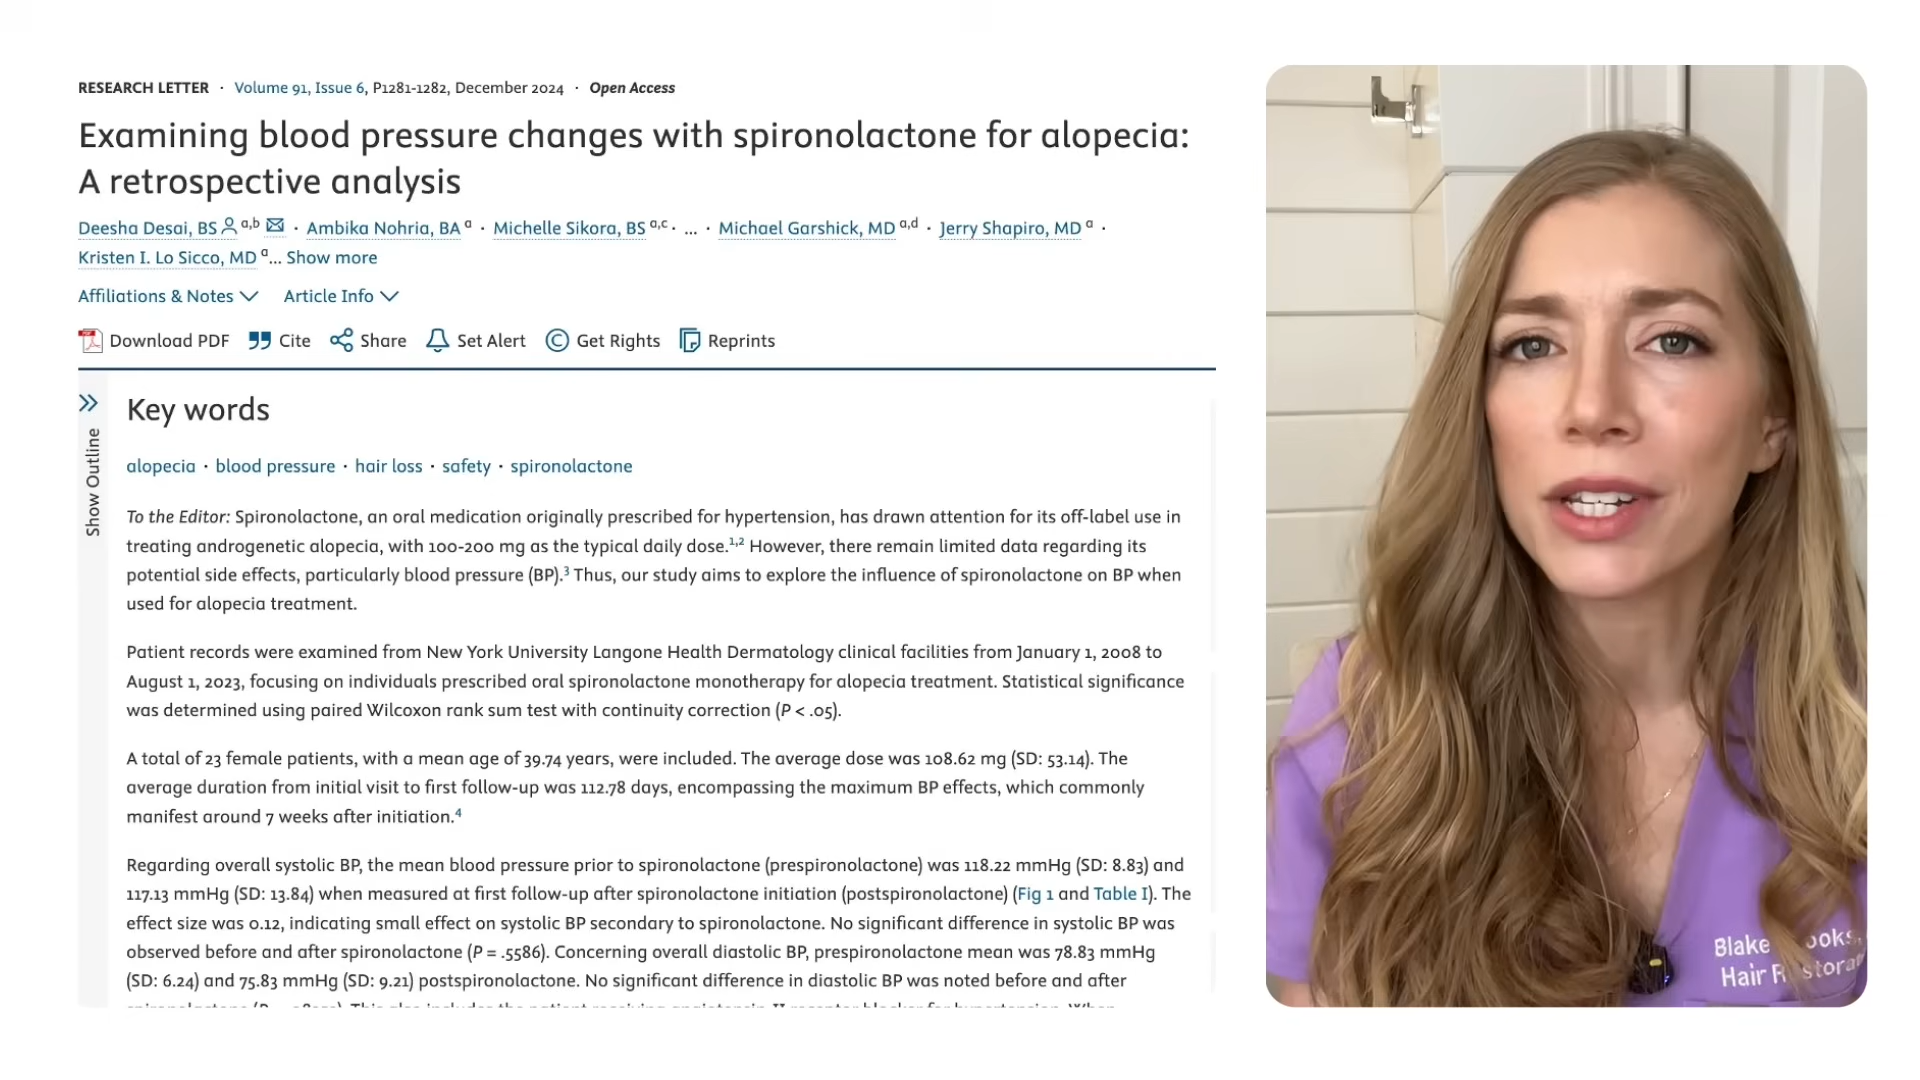 RESEARCH LETTER · Volume 91, Issue 6, P1281-1282, December 2024 · Open Access
Examining blood pressure changes with spironolactone for alopecia:
A retrospective analysis
Deesha Desai, BS a,b · Ambika Nohria, BA a · Michelle Sikora, BS a,c · ... · Michael Garshick, MD a,d · Jerry Shapiro, MD a ·
Kristen I. Lo Sicco, MD a... Show more
Affiliations & Notes Article Info
Download PDF Cite Share Set Alert Get Rights Reprints
Show Outline
Key words
alopecia · blood pressure · hair loss · safety · spironolactone
To the Editor: Spironolactone, an oral medication originally prescribed for hypertension, has drawn attention for its off-label use in
treating androgenetic alopecia, with 100-200 mg as the typical daily dose.1,2 However, there remain limited data regarding its
potential side effects, particularly blood pressure (BP).3 Thus, our study aims to explore the influence of spironolactone on BP when
used for alopecia treatment.
Patient records were examined from New York University Langone Health Dermatology clinical facilities from January 1, 2008 to
August 1, 2023, focusing on individuals prescribed oral spironolactone monotherapy for alopecia treatment. Statistical significance
was determined using paired Wilcoxon rank sum test with continuity correction (P < .05).
A total of 23 female patients, with a mean age of 39.74 years, were included. The average dose was 108.62 mg (SD: 53.14). The
average duration from initial visit to first follow-up was 112.78 days, encompassing the maximum BP effects, which commonly
manifest around 7 weeks after initiation.4
Regarding overall systolic BP, the mean blood pressure prior to spironolactone (prespironolactone) was 118.22 mmHg (SD: 8.83) and
117.13 mmHg (SD: 13.84) when measured at first follow-up after spironolactone initiation (postspironolactone) (Fig 1 and Table I). The
effect size was 0.12, indicating small effect on systolic BP secondary to spironolactone. No significant difference in systolic BP was
observed before and after spironolactone (P = .5586). Concerning overall diastolic BP, prespironolactone mean was 78.83 mmHg
(SD: 6.24) and 75.83 mmHg (SD: 9.21) postspironolactone. No significant difference in diastolic BP was noted before and after
Blake
Hair